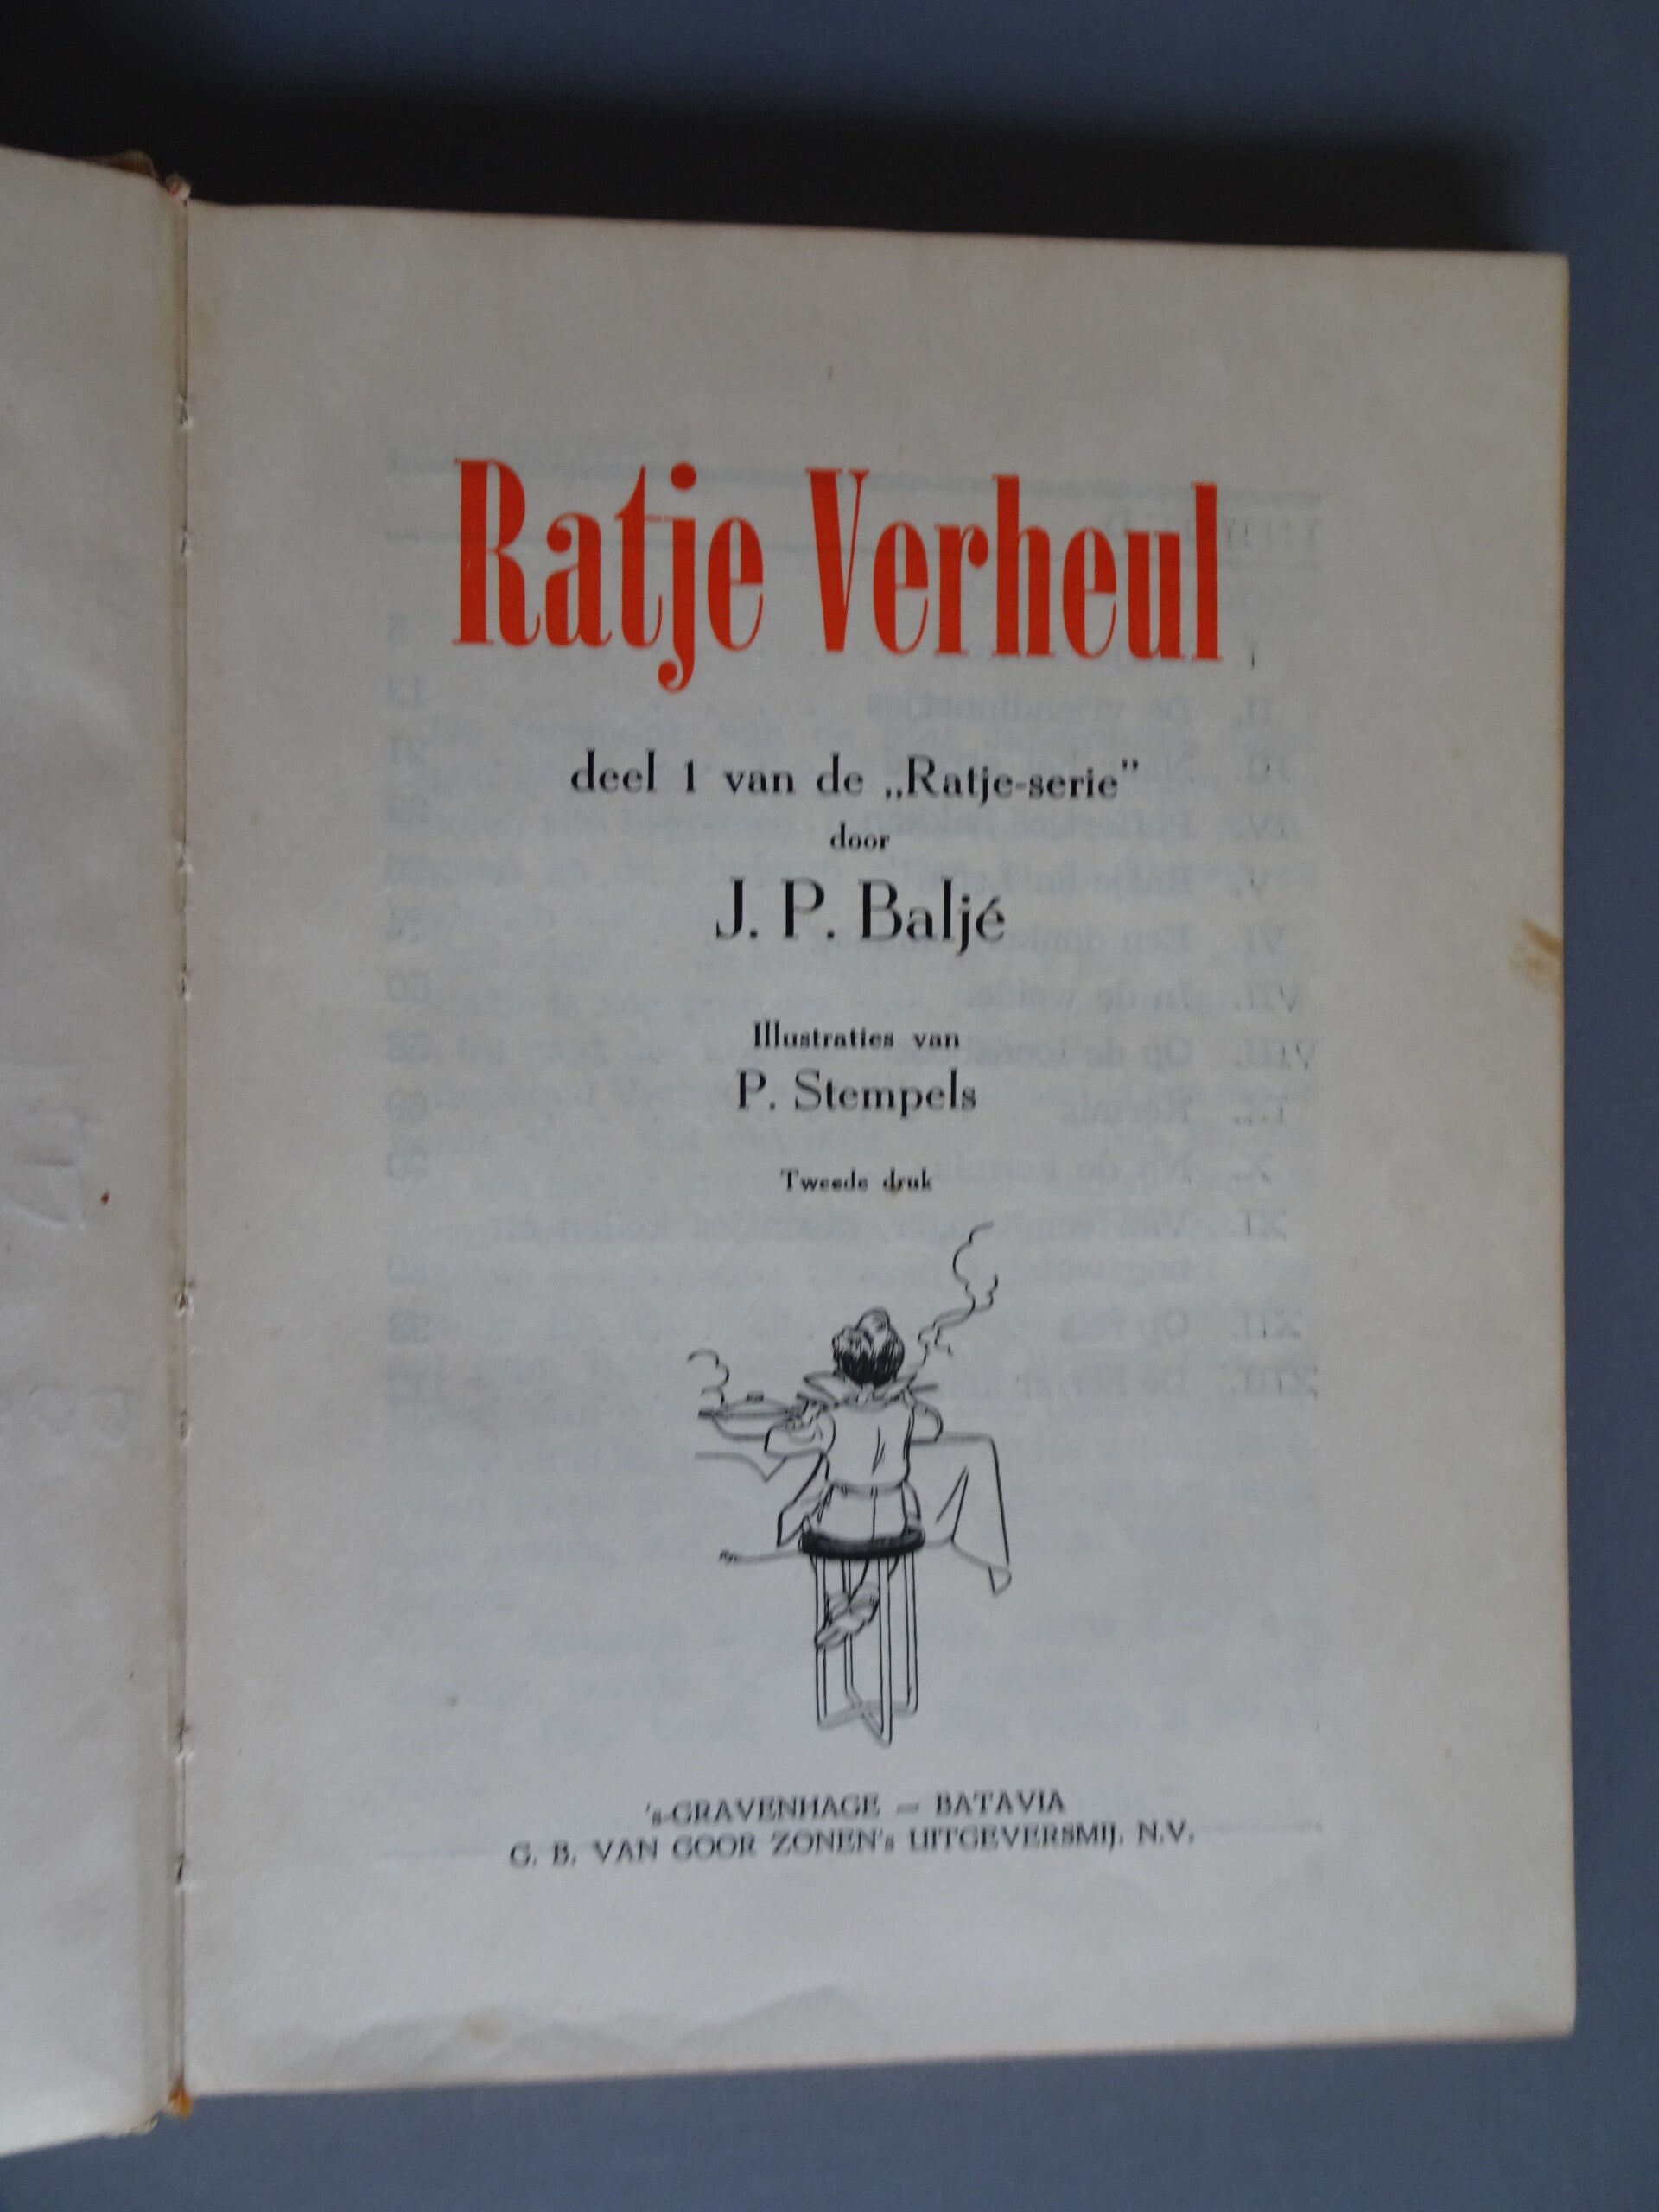 Ratje Verheul
deel 1 van de „Ratje-serie”
door
J. P. Baljé
Illustraties van
P. Stempels
Tweede druk
's-GRAVENHAGE — BATAVIA
G. B. VAN GOOR ZONEN's UITGEVERSMIJ. N.V.